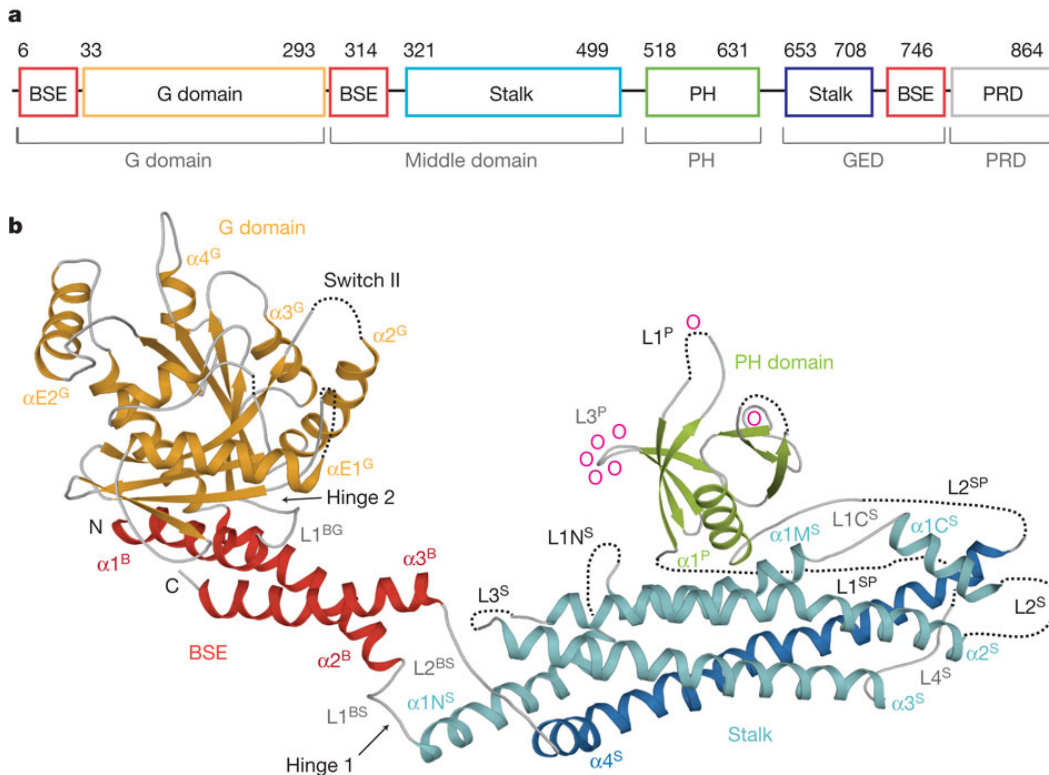 a
6 33 293 314 321 499 518 631 653 708 746 864
BSE G domain BSE Stalk PH Stalk BSE PRD
G domain Middle domain PH GED PRD
b
G domain
α4ᴳ
Switch II
α3ᴳ
α2ᴳ
αE2ᴳ
αE1ᴳ
Hinge 2
N
L1ᴮᴳ
α1ᴮ
α3ᴮ
C
BSE
α2ᴮ
L2ᴮˢ
L1ᴮˢ
Hinge 1
α1Nˢ
L3ˢ
L1Nˢ
L1ᴾ
O
PH domain
L3ᴾ
O O
O O
O O
O
α1ᴾ
α1Mˢ
L1Cˢ
α1Cˢ
L2ˢᴾ
L1ˢᴾ
L2ˢ
α2ˢ
L4ˢ
α3ˢ
Stalk
α4ˢ